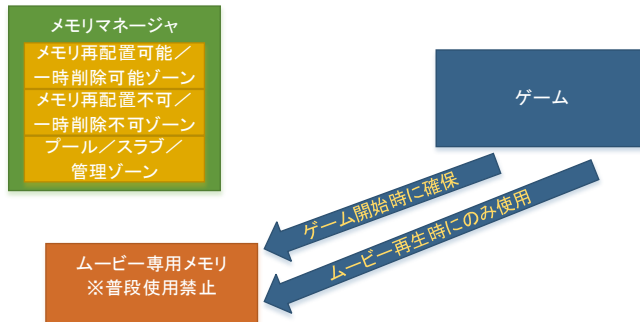 メモリマネージャ
メモリ再配置可能／
一時削除可能ゾーン
メモリ再配置不可／
一時削除不可ゾーン
プール／スラブ／
管理ゾーン
ゲーム
ゲーム開始時に確保
ムービー再生時にのみ使用
ムービー専用メモリ
※普段使用禁止